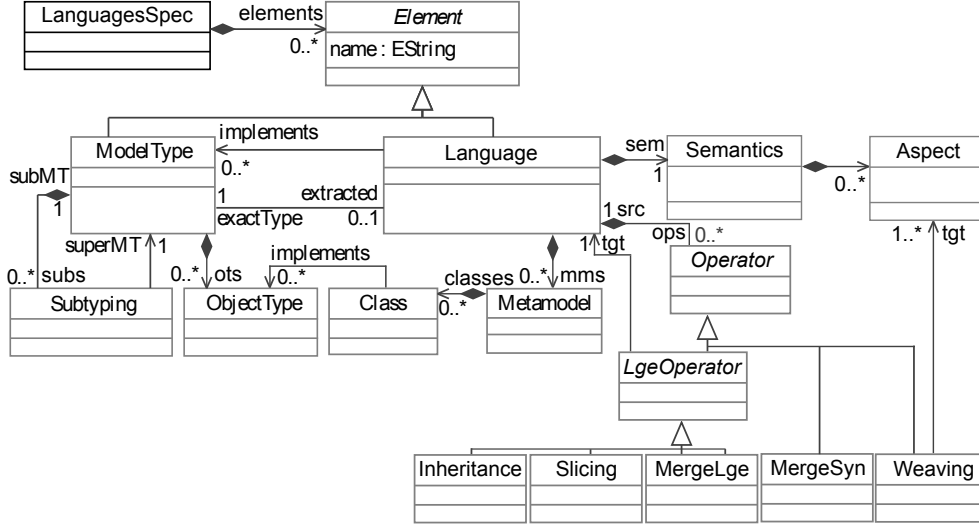 LanguagesSpec
elements
0..*
Element
name : EString
ModelType
implements
0..*
Language
sem
1
Semantics
0..*
Aspect
subMT
1
1
exactType
extracted
0..1
1 src
ops 0..*
1 tgt
1..* tgt
superMT
1
0..* subs
0..* ots
implements
0..*
classes
0..*
0..* mms
Operator
Subtyping
ObjectType
Class
Metamodel
LgeOperator
Inheritance
Slicing
MergeLge
MergeSyn
Weaving